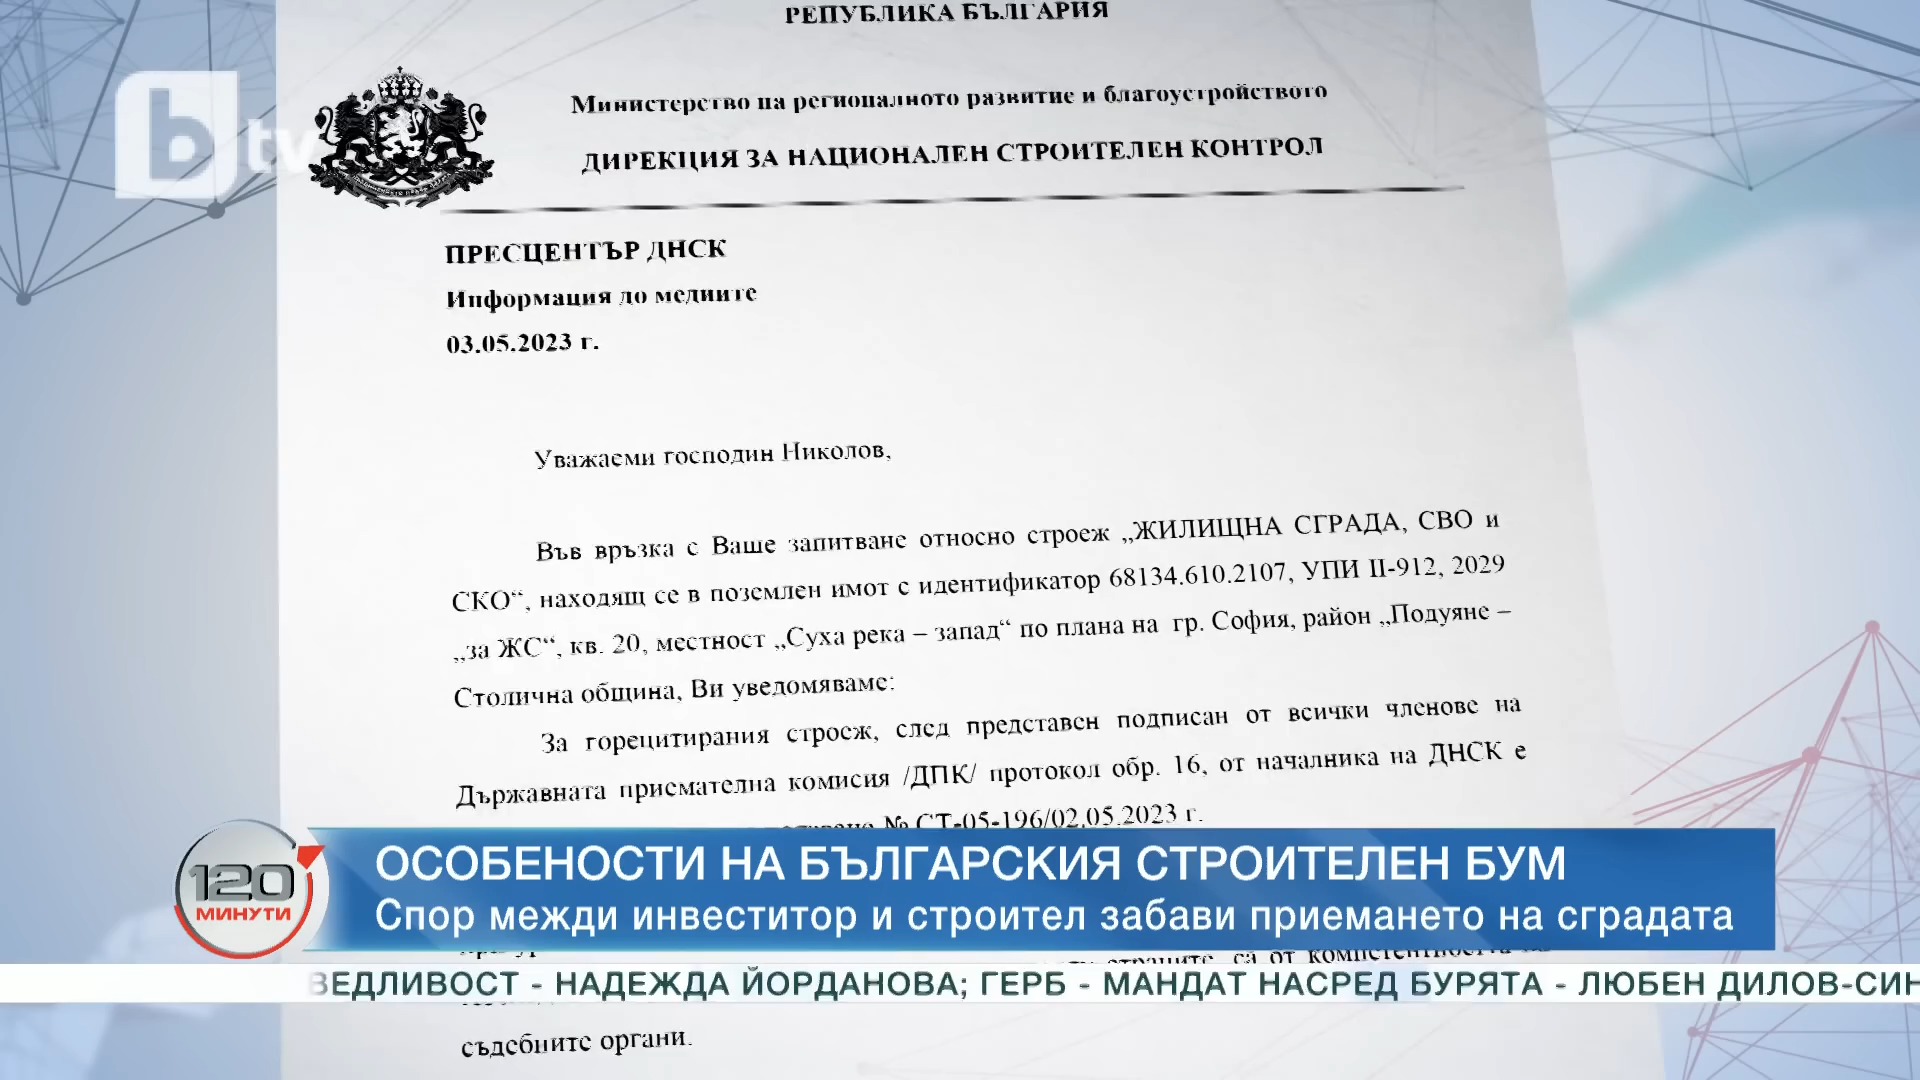 РЕПУБЛИКА БЪЛГАРИЯ
Министерство на регионалното развитие и благоустройството
ДИРЕКЦИЯ ЗА НАЦИОНАЛЕН СТРОИТЕЛЕН КОНТРОЛ
btv
ПРЕСЦЕНТЪР ДНСК
Информация до медиите
03.05.2023 г.
Уважаеми господин Николов,
Във връзка с Ваше запитване относно строеж „ЖИЛИЩНА СГРАДА, СВО и
СКО“, находящ се в поземлен имот с идентификатор 68134.610.2107, УПИ II-912, 2029
„за ЖС“, кв. 20, местност „Суха река – запад“ по плана на гр. София, район „Подуяне –
Столична община, Ви уведомяваме:
За горецитирания строеж, след представен подписан от всички членове на
Държавната приемателна комисия /ДПК/ протокол обр. 16, от началника на ДНСК е
№ СТ-05-196/02.05.2023 г.
120
МИНУТИ
ОСОБЕНОСТИ НА БЪЛГАРСКИЯ СТРОИТЕЛЕН БУМ
Спор между инвеститор и строител забави приемането на сградата
страните, са от компетентността на
ВЕДЛИВОСТ - НАДЕЖДА ЙОРДАНОВА; ГЕРБ - МАНДАТ НАСРЕД БУРЯТА - ЛЮБЕН ДИЛОВ-СИН
съдебните органи.